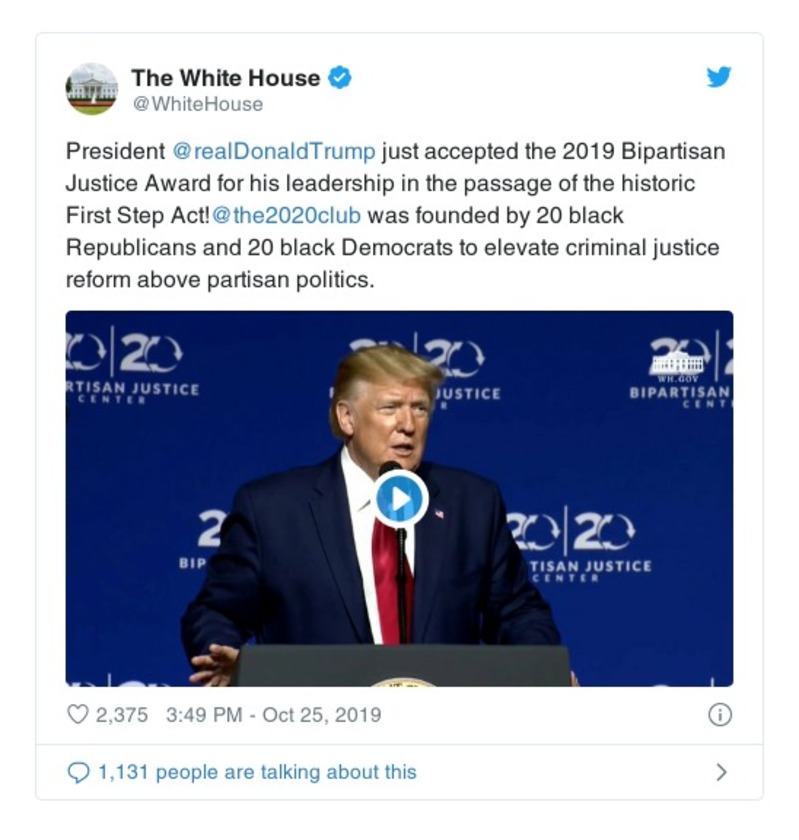 The White House
@WhiteHouse
President @realDonaldTrump just accepted the 2019 Bipartisan
Justice Award for his leadership in the passage of the historic
First Step Act!@the2020club was founded by 20 black
Republicans and 20 black Democrats to elevate criminal justice
reform above partisan politics.
20|20
RTISAN JUSTICE
CENTER
20|20
JUSTICE
R
20|2
WH.GOV
BIPARTISAN
CENT
2
BIP
20|20
TISAN JUSTICE
CENTER
2,375 3:49 PM - Oct 25, 2019
1,131 people are talking about this